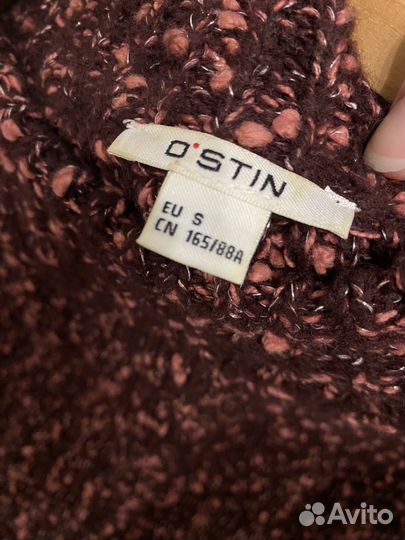 O'STIN
EU S
CN 165/88A
Avito